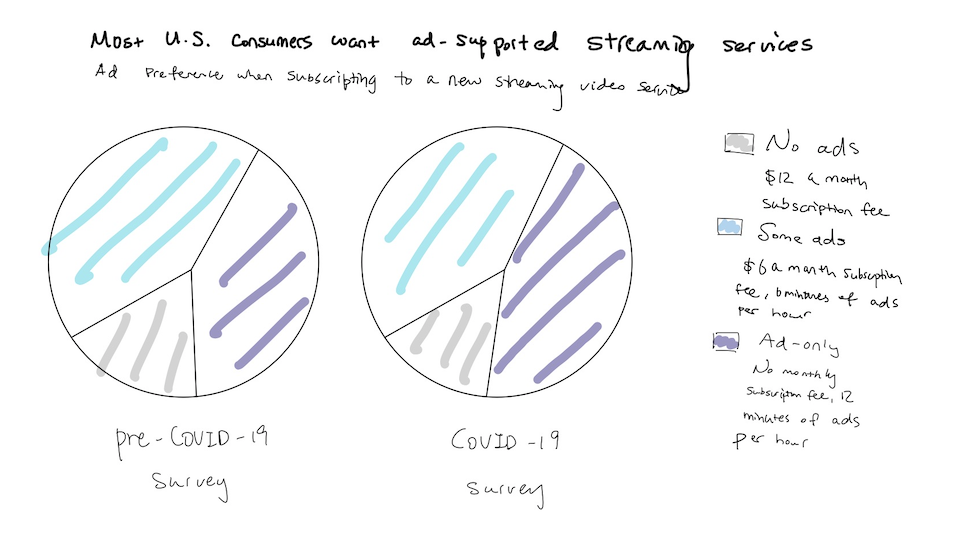 Most U.S. Consumers want ad-supported streaming services
Ad Preference when subscripting to a new streaming video service
No ads
$12 a month
subscription fee
Some ads
$6 a month subscuption
fee, 6 minutes of ads
per hour
Ad-only
No monthly
subscription fee, 12
minutes of ads
per hour
pre-COVID-19
survey
COVID-19
survey